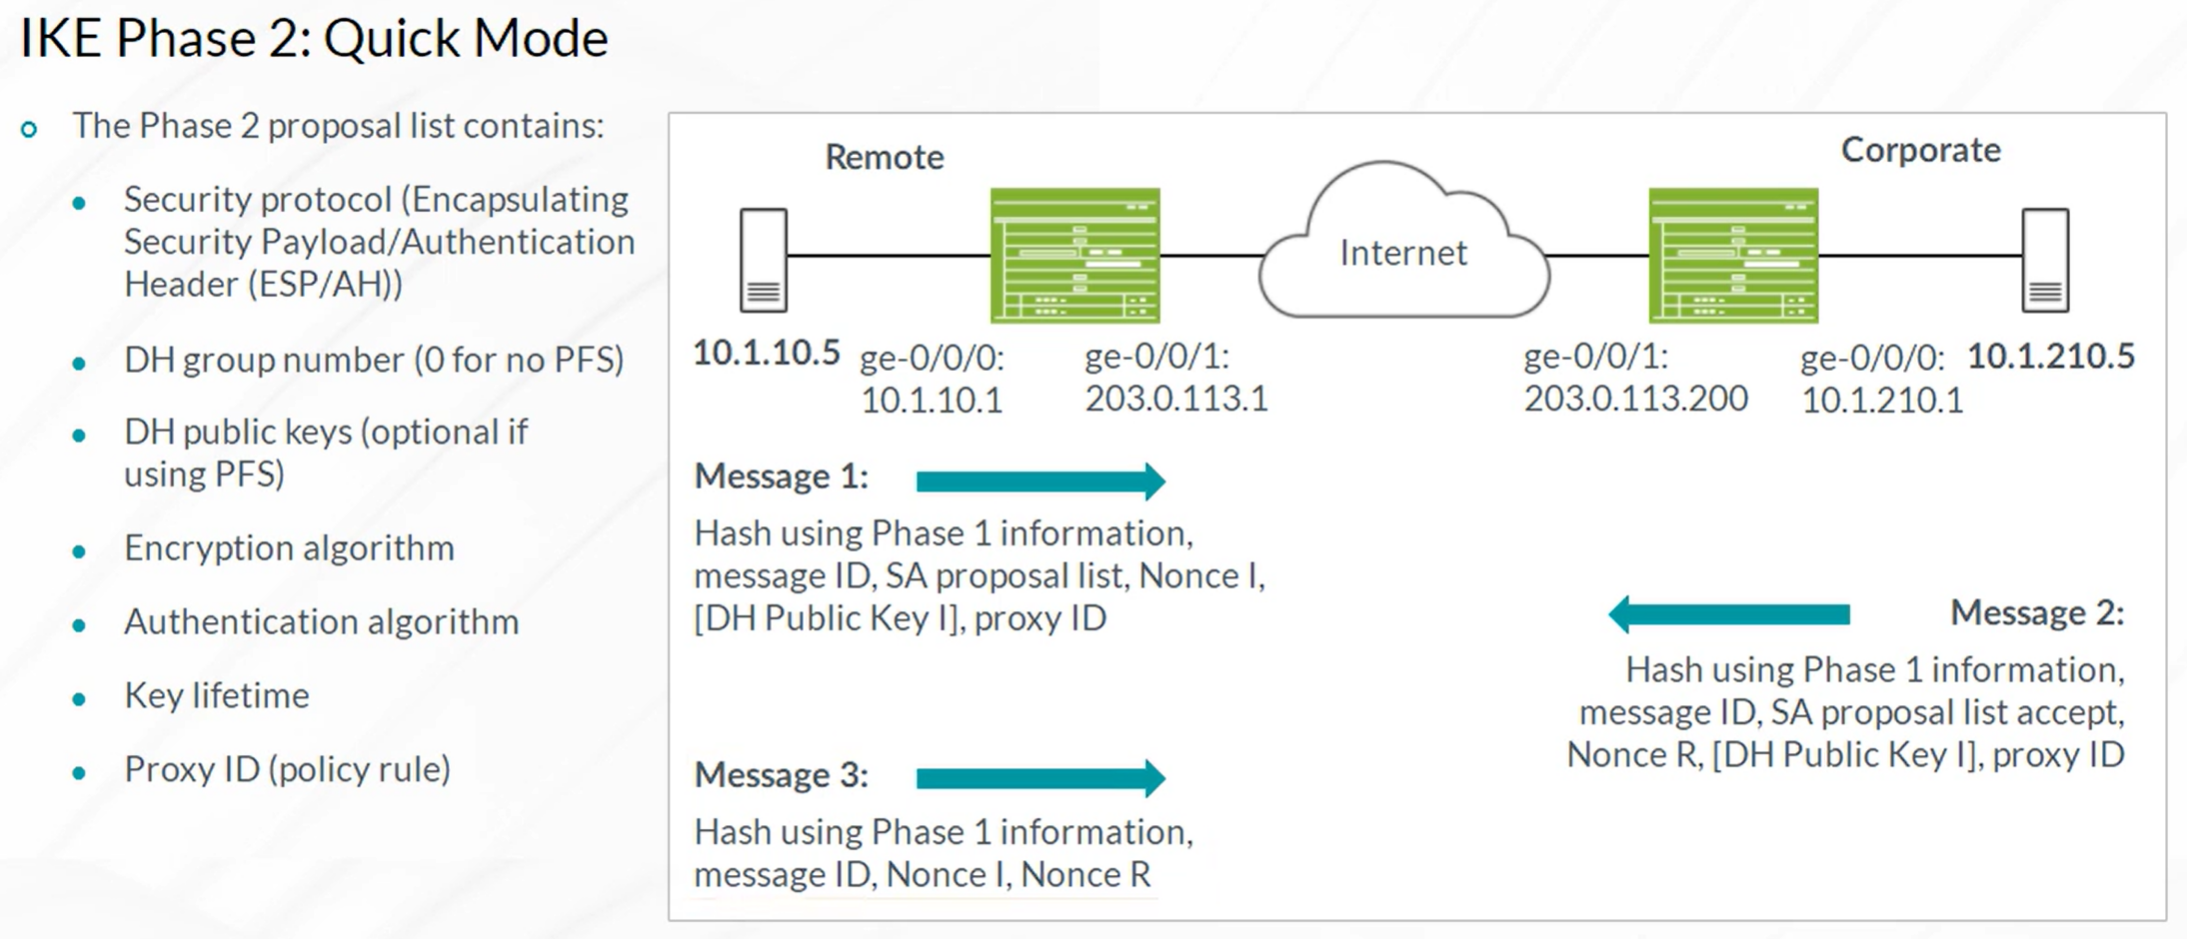 IKE Phase 2: Quick Mode
The Phase 2 proposal list contains:
Security protocol (Encapsulating
Security Payload/Authentication
Header (ESP/AH))
DH group number (0 for no PFS)
DH public keys (optional if
using PFS)
Encryption algorithm
Authentication algorithm
Key lifetime
Proxy ID (policy rule)
Remote
Corporate
Internet
10.1.10.5
ge-0/0/0:
10.1.10.1
ge-0/0/1:
203.0.113.1
ge-0/0/1:
203.0.113.200
ge-0/0/0:
10.1.210.1
10.1.210.5
Message 1:
Hash using Phase 1 information,
message ID, SA proposal list, Nonce I,
[DH Public Key I], proxy ID
Message 2:
Hash using Phase 1 information,
message ID, SA proposal list accept,
Nonce R, [DH Public Key I], proxy ID
Message 3:
Hash using Phase 1 information,
message ID, Nonce I, Nonce R